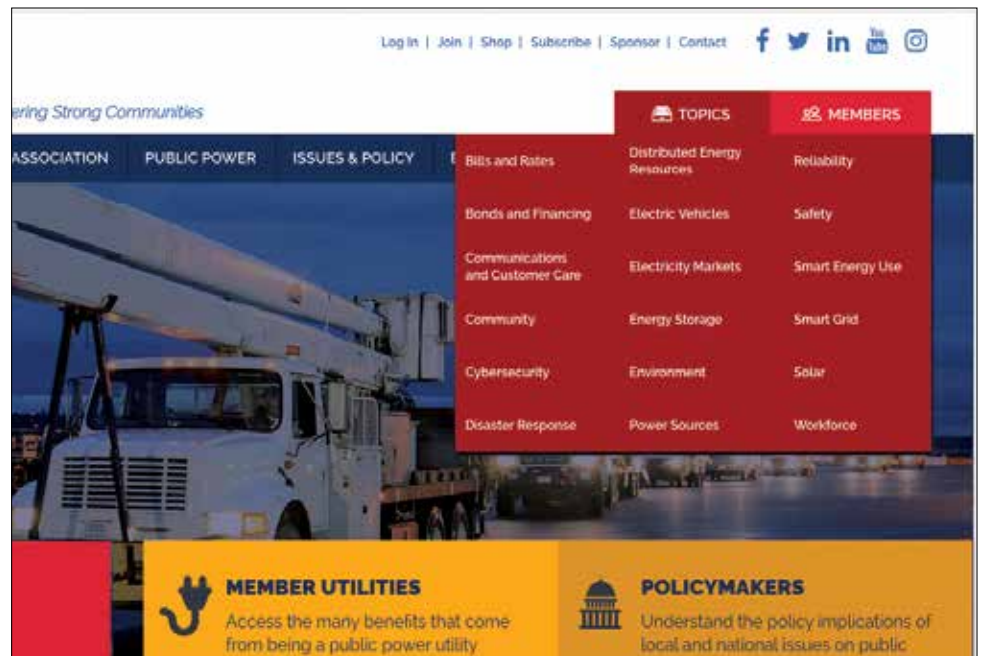 Log In | Join | Shop | Subscribe | Sponsor | Contact
You
Tube
ering Strong Communities
TOPICS
MEMBERS
ASSOCIATION
PUBLIC POWER
ISSUES & POLICY
Bills and Rates
Distributed Energy
Resources
Reliability
Bonds and Financing
Electric Vehicles
Safety
Communications
and Customer Care
Electricity Markets
Smart Energy Use
Community
Energy Storage
Smart Grid
Cybersecurity
Environment
Solar
Disaster Response
Power Sources
Workforce
MEMBER UTILITIES
Access the many benefits that come
from being a public power utility
POLICYMAKERS
Understand the policy implications of
local and national issues on public